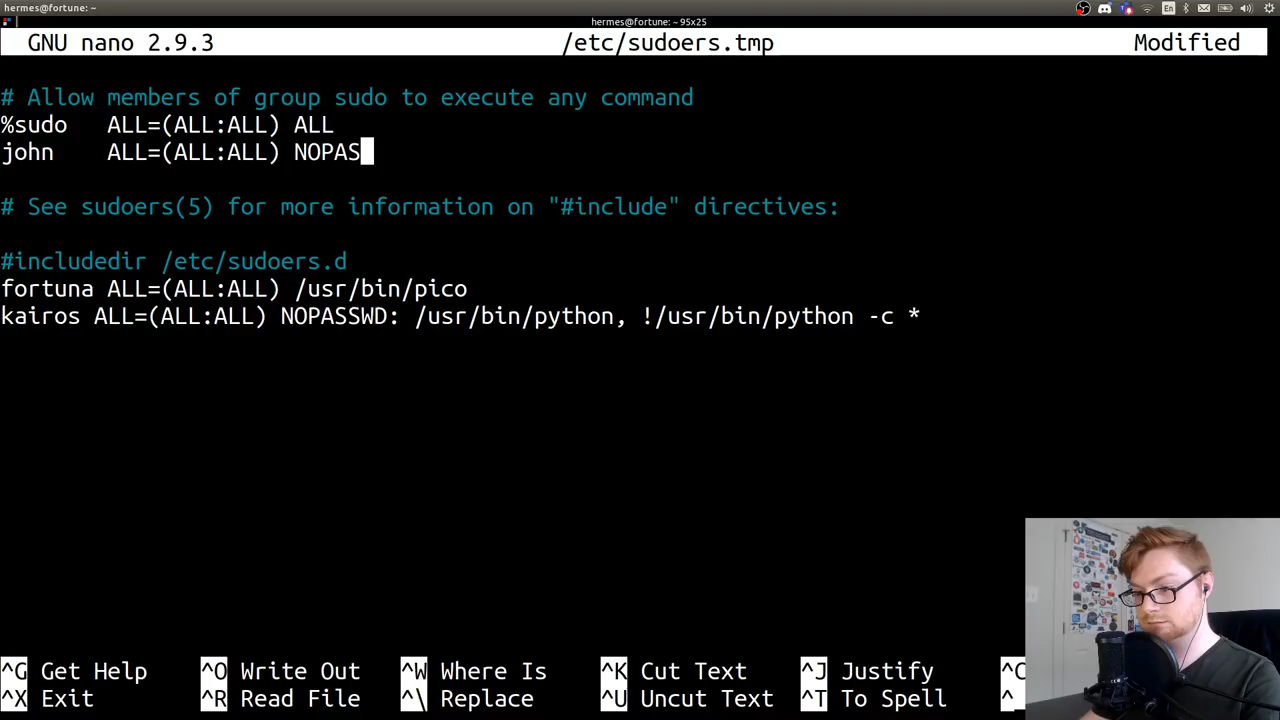 hermes@fortune: ~
En
hermes@fortune: ~ 95x25
GNU nano 2.9.3 /etc/sudoers.tmp Modified
# Allow members of group sudo to execute any command
%sudo ALL=(ALL:ALL) ALL
john ALL=(ALL:ALL) NOPAS
# See sudoers(5) for more information on "#include" directives:
#includedir /etc/sudoers.d
fortuna ALL=(ALL:ALL) /usr/bin/pico
kairos ALL=(ALL:ALL) NOPASSWD: /usr/bin/python, !/usr/bin/python -c *
^G Get Help ^O Write Out ^W Where Is ^K Cut Text ^J Justify ^C
^X Exit ^R Read File ^\ Replace ^U Uncut Text ^T To Spell ^